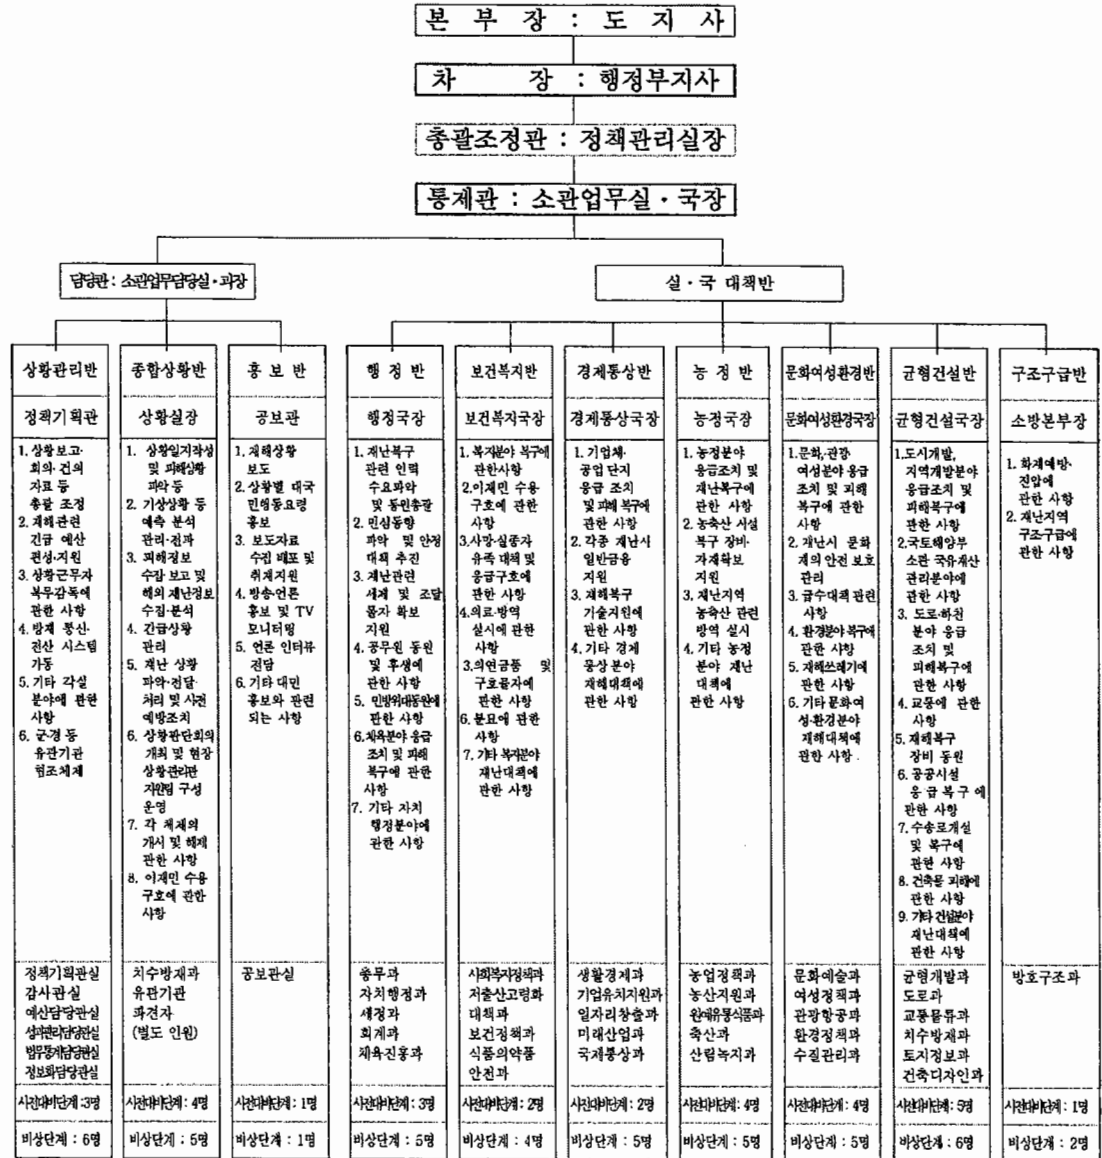 본 부 장 : 도 지 사
차 장 : 행정부지사
총괄조정관 : 정책관리실장
통제관 : 소관업무실·국장
담당관 : 소관업무담당실·과장
실·국 대책반
상황관리반
정책기획관
1. 상황보고·
회의·건의
자료 등
총괄 조정
2. 재해관련
긴급 예산
편성·지원
3. 상황근무자
복무감독에
관한 사항
4. 방재 통신·
전산 시스템
가동
5. 기타 각실
분야에 관한
사항
6. 군·경 등
유관기관
협조체제
정책기획관실
감사관실
예산담당관실
성과관리담당관실
법무통계담당관실
정보화담당관실
사전대비단계:3명
비상단계 : 6명
종합상황반
상황실장
1. 상황일지작성
및 피해상황
파악 등
2. 기상상황 등
예측 분석
관리·전파
3. 피해정보
수집 보고 및
해외 재난정보
수집·분석
4. 긴급상황
관리
5. 재난 상황
파악·전달·
처리 및 사전
예방조치
6. 상황판단회의
개최 및 현장
상황관리관
자원팀 구성
운영
7. 각 체제의
개시 및 해제
관한 사항
8. 이재민 수용
구호에 관한
사항
치수방재과
유관기관
파견자
(별도 인원)
사전대비단계 : 4명
비상단계 : 5명
홍 보 반
공보관
1. 재해상황
보도
2. 상황별 대국
민행동요령
홍보
3. 보도자료
수집 배포 및
취재지원
4. 방송·언론
홍보 및 TV
모니터링
5. 언론 인터뷰
전담
6. 기타 대민
홍보와 관련
되는 사항
공보관실
사전대비단계 : 1명
비상단계 : 1명
행 정 반
행정국장
1. 재난복구
관련 인력
수요파악
및 동원총괄
2. 민심동향
파악 및 안정
대책 추진
3. 재난관련
세계 및 조달
물자 확보
지원
4. 공무원 동원
및 후생에
관한 사항
5. 민방위대동원에
관한 사항
6. 체육분야 응급
조치 및 피해
복구에 관한
사항
7. 기타 자치
행정분야에
관한 사항
총무과
자치행정과
세정과
회계과
체육진흥과
사전대비단계 : 3명
비상단계 : 5명
보건복지반
보건복지국장
1. 복지분야 복구에
관한사항
2. 이재민 수용
구호에 관한
사항
3. 사망·실종자
유족 대책 및
응급구호에
관한 사항
4. 의료·방역
실시에 관한
사항
3. 의연금품 및
구호물자에
관한 사항
6. 분묘에 관한
사항
7. 기타 복지분야
재난대책에
관한 사항
사회복지정책과
저출산고령화
대책과
보건정책과
식품의약품
안전과
사전대비단계 : 2명
비상단계 : 4명
경제통상반
경제통상국장
1. 기업체·
공업 단지
응급 조치
및 피해 복구에
관한 사항
2. 각종 재난시
일반금융
지원
3. 재해복구
기술지원에
관한 사항
4. 기타 경제
통상 분야
재해대책에
관한 사항
생활경제과
기업유치지원과
일자리창출과
미래산업과
국제통상과
사전대비단계 : 2명
비상단계 : 5명
농 정 반
농정국장
1. 농정분야
응급조치 및
재난복구에
관한 사항
2. 농축산 시설
복구 장비·
자재확보
지원
3. 재난지역
농축산 관련
방역 실시
4. 기타 농정
분야 재난
대책에
관한 사항
농업정책과
농산지원과
원예유통식품과
축산과
산림녹지과
사전대비단계 : 4명
비상단계 : 5명
문화여성환경반
문화여성환경국장
1. 문화, 관광,
여성분야 응급
조치 및 피해
복구에 관한
사항
2. 재난시 문화
재의 안전 보호
관리
3. 급수대책 관련
사항
4. 환경분야 복구에
관한 사항
5. 재해쓰레기에
관한 사항
6. 기타 문화여
성·환경분야
재해대책에
관한 사항
문화예술과
여성정책과
관광항공과
환경정책과
수질관리과
사전대비단계 : 4명
비상단계 : 5명
균형건설반
균형건설국장
1. 도시개발,
지역개발분야
응급조치 및
피해복구에
관한 사항
2. 국토해양부
소관 국유재산
관리분야에
관한 사항
3. 도로·하천
분야 응급
조치 및
피해복구에
관한 사항
4. 교통에 관한
사항
5. 재해복구
장비 동원
6. 공공시설
응급 복구 에
관한 사항
7. 수송로개설
및 복구에
관한 사항
8. 건축물 피해에
관한 사항
9. 기타 건설분야
재난대책에
관한 사항
균형개발과
도로과
교통물류과
치수방재과
토지정보과
건축디자인과
사전대비단계 : 5명
비상단계 : 6명
구조구급반
소방본부장
1. 화재예방·
진압에
관한 사항
2. 재난지역
구조구급에
관한 사항
방호구조과
사전대비단계 : 1명
비상단계 : 2명